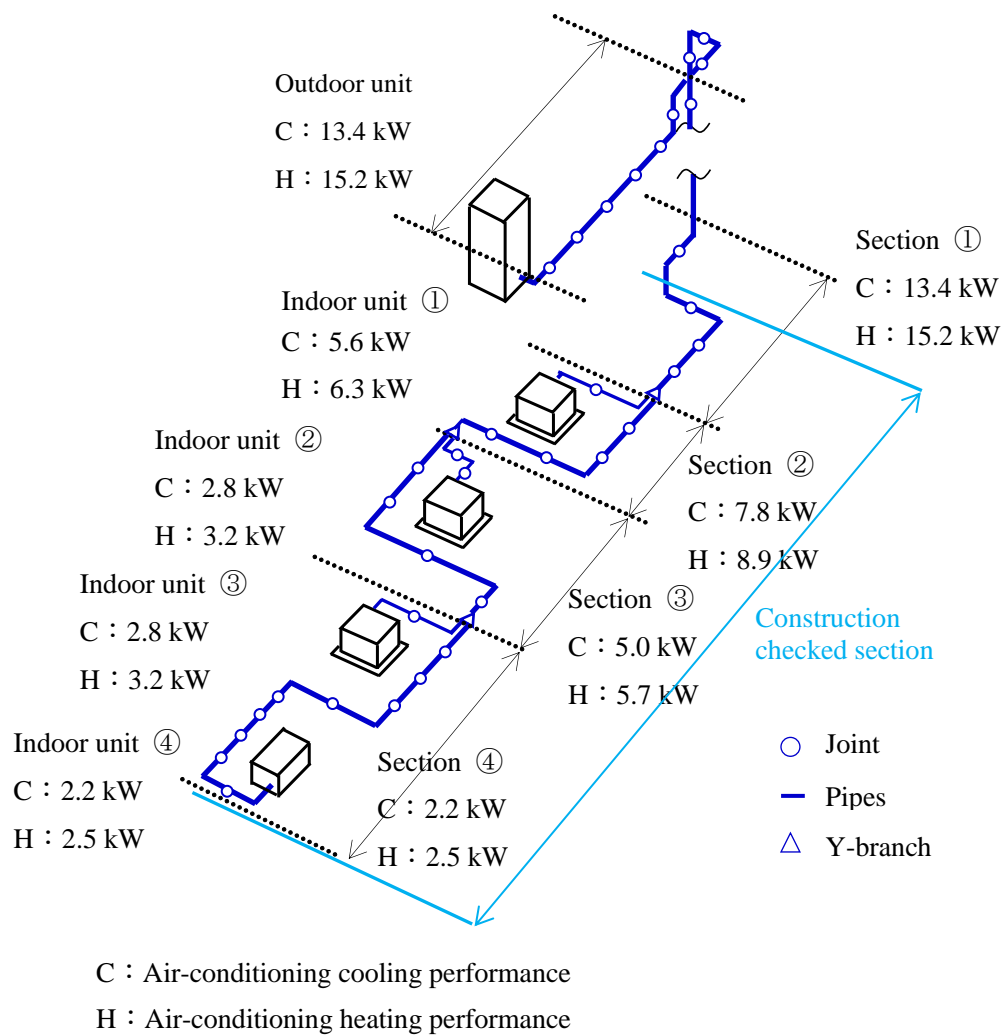 Outdoor unit
C：13.4 kW
H：15.2 kW
Section ①
C：13.4 kW
H：15.2 kW
Indoor unit ①
C：5.6 kW
H：6.3 kW
Indoor unit ②
C：2.8 kW
H：3.2 kW
Section ②
C：7.8 kW
H：8.9 kW
Indoor unit ③
C：2.8 kW
H：3.2 kW
Section ③
C：5.0 kW
H：5.7 kW
Construction
checked section
Indoor unit ④
C：2.2 kW
H：2.5 kW
Section ④
C：2.2 kW
H：2.5 kW
Joint
Pipes
Y-branch
C：Air-conditioning cooling performance
H：Air-conditioning heating performance